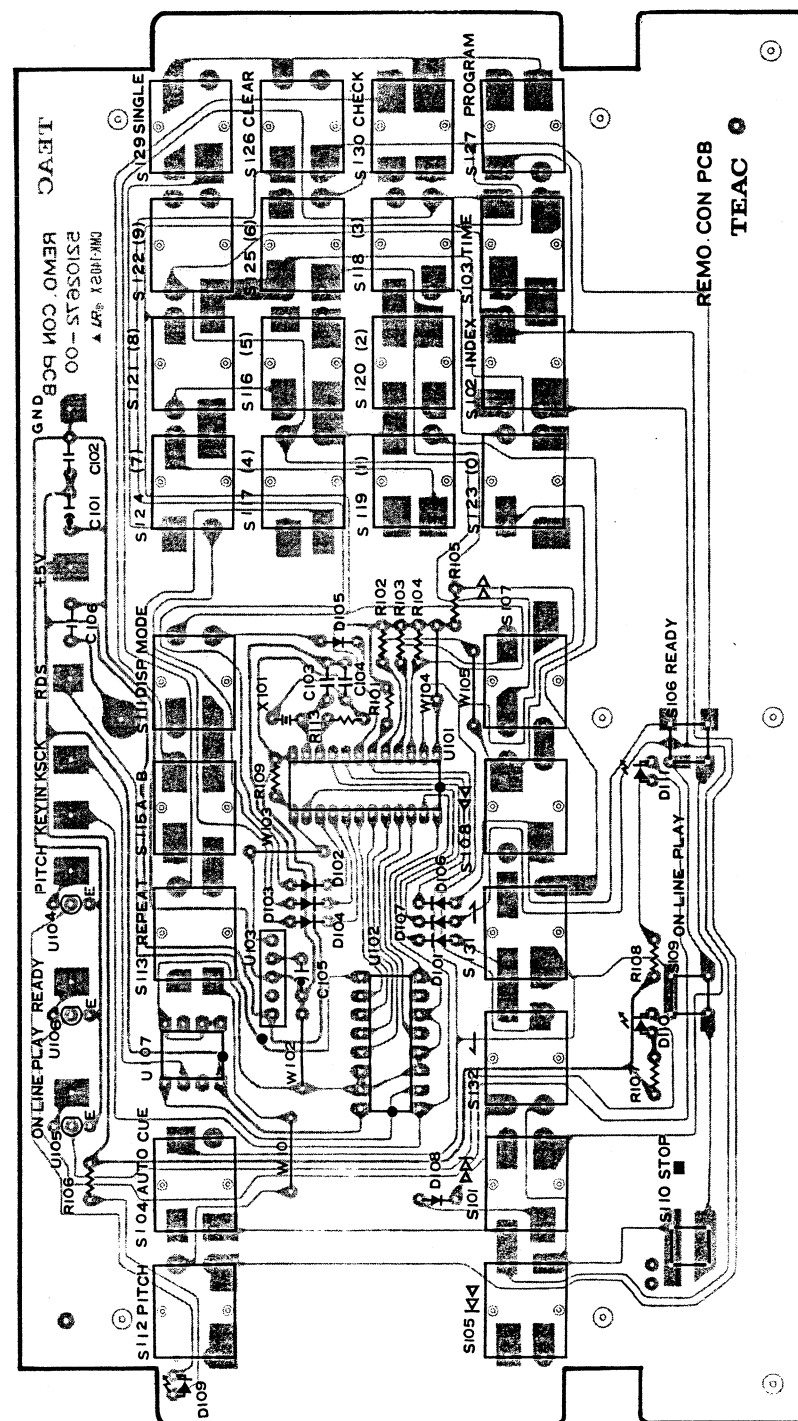 TEAC
REMO. CON PCB
52102672-00
GND
C102
C101
+5V
C106
RDS
KSCK
KEYIN
PITCH
U104
E
READY
U106
E
ON LINE PLAY
U105
E
R106
S129 SINGLE
S126 CLEAR
S130 CHECK
S127 PROGRAM
S122 (9)
S125 (6)
S118 (3)
S103 TIME
S121 (8)
S116 (5)
S120 (2)
S102 INDEX
S124 (7)
S117 (4)
S119 (1)
S123 (0)
S111 DISP MODE
S115 A-B
S113 REPEAT
S104 AUTO CUE
S112 PITCH
D109
X101
R113
C103
C104
D105
R101
R102
R103
R104
R105
W104
W105
S107
U101
R109
W103
D102
D103
D104
U103
C105
W102
U107
W101
U102
D106
D107
D101
S108
S131
S132
D108
S101
S105
S106 READY
D111
S109 ON-LINE PLAY
R108
D110
R107
S110 STOP
REMO. CON PCB
TEAC